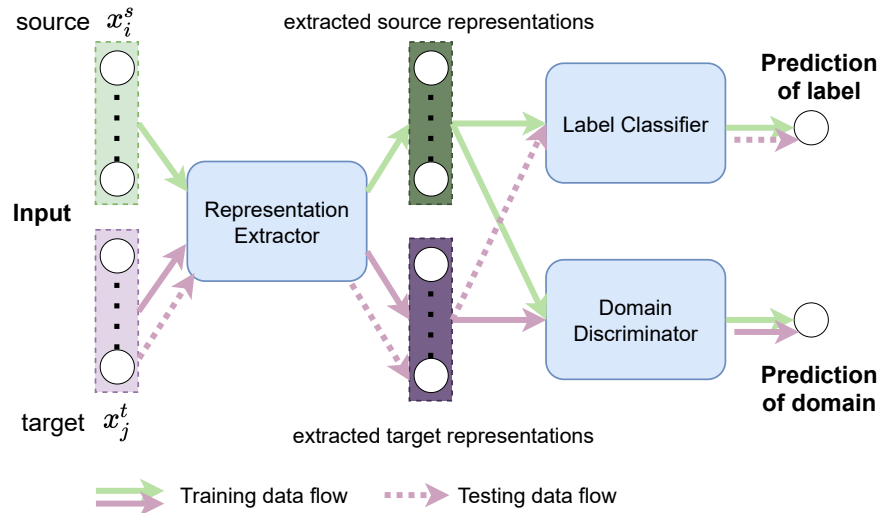 source x_i^s
extracted source representations
Prediction
of label
Label Classifier
Input
Representation
Extractor
Domain
Discriminator
Prediction
of domain
target x_j^t
extracted target representations
Training data flow
Testing data flow